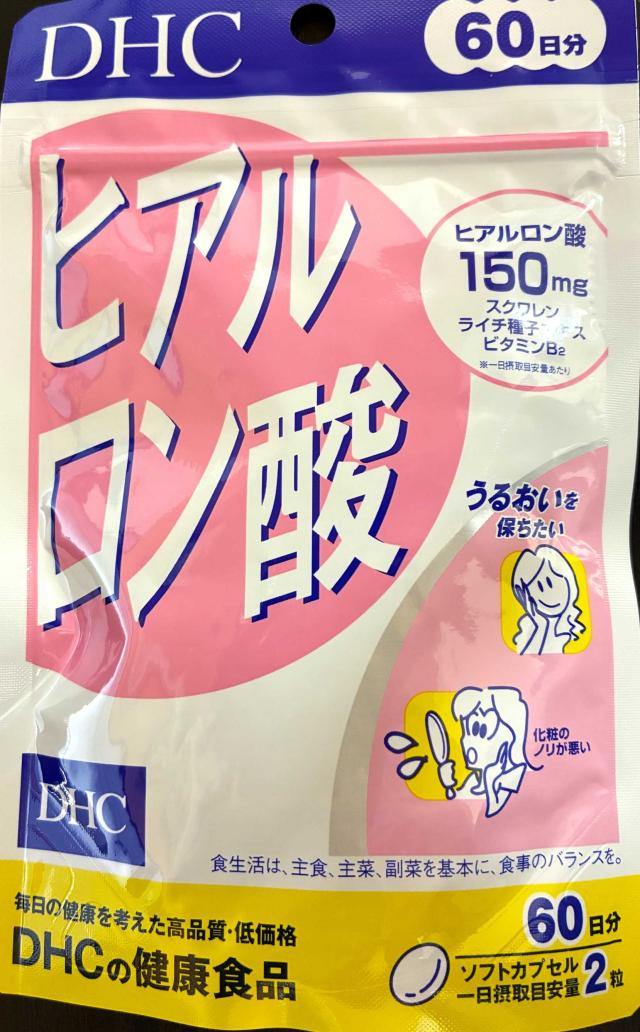 DHC
60日分
ヒアル
ロン酸
ヒアルロン酸
150mg
スクワレン
ライチ種子エキス
ビタミンB2
※一日摂取目安量あたり
うるおいを
保ちたい
化粧の
ノリが悪い
DHC
食生活は、主食、主菜、副菜を基本に、食事のバランスを。
毎日の健康を考えた高品質・低価格
DHCの健康食品
60日分
ソフトカプセル
一日摂取目安量2粒